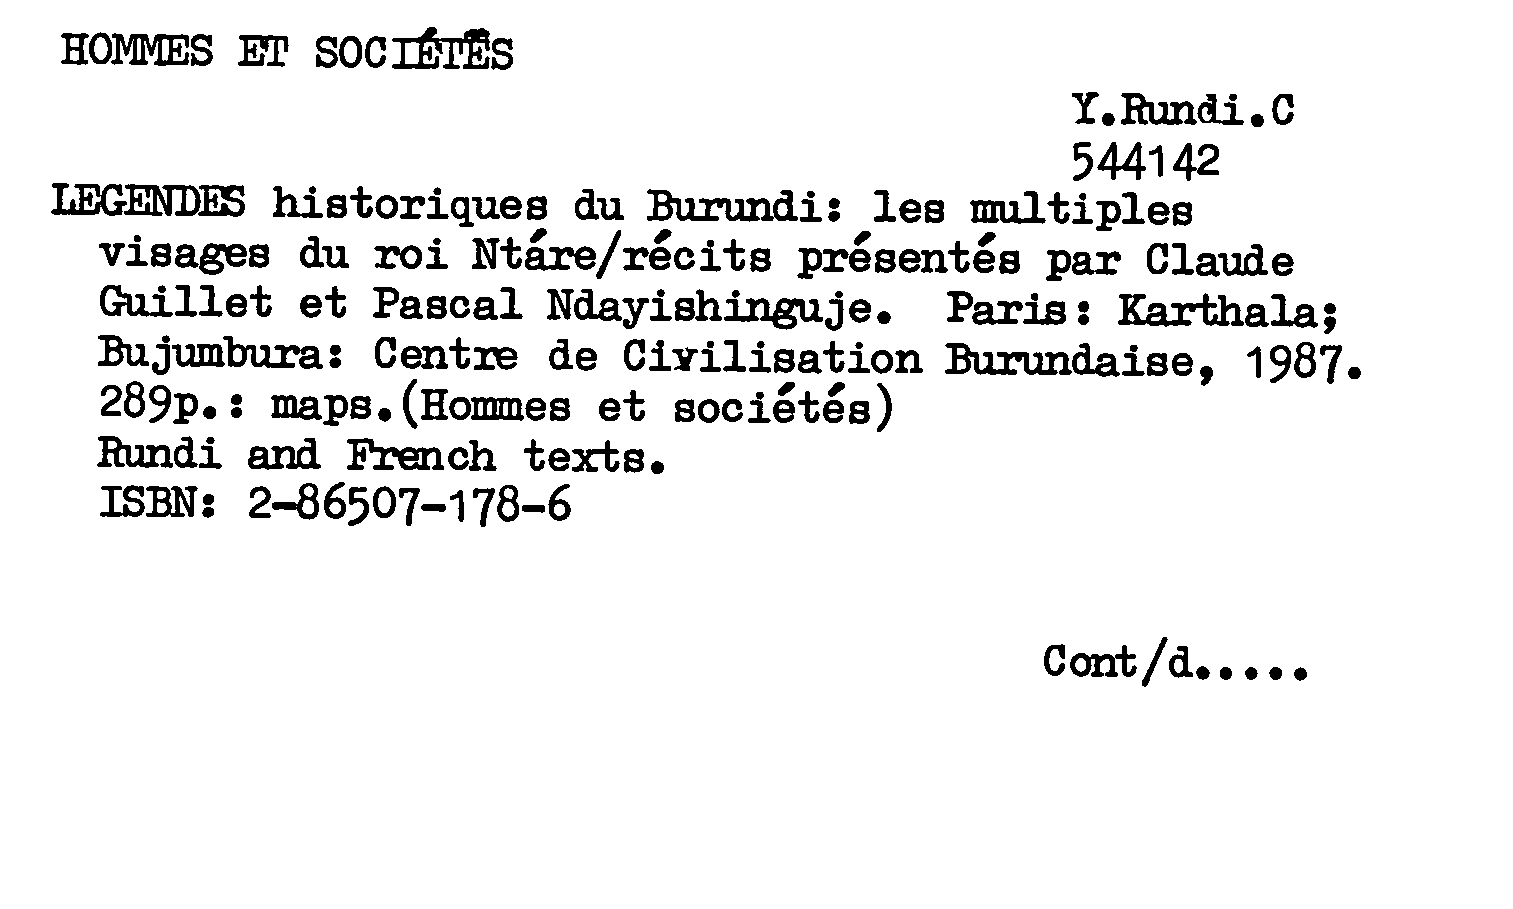 HOMMES ET SOCIÉTÉS
Y.Rundi.C
544142
LEGENDES historiques du Burundi: les multiples
visages du roi Ntáre/récits présentés par Claude
Guillet et Pascal Ndayishinguje. Paris: Karthala;
Bujumbura: Centre de Civilisation Burundaise, 1987.
289p.: maps.(Hommes et sociétés)
Rundi and French texts.
ISBN: 2-86507-178-6
Cont/d.....